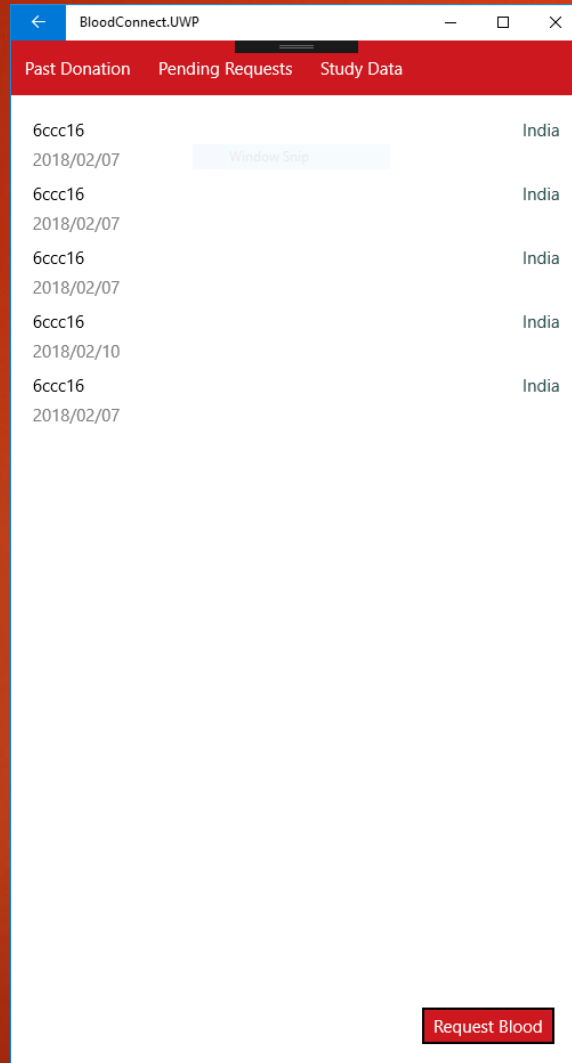 BloodConnect.UWP
Past Donation Pending Requests Study Data
6ccc16 India
2018/02/07 Window Snip
6ccc16 India
2018/02/07
6ccc16 India
2018/02/07
6ccc16 India
2018/02/10
6ccc16 India
2018/02/07
Request Blood